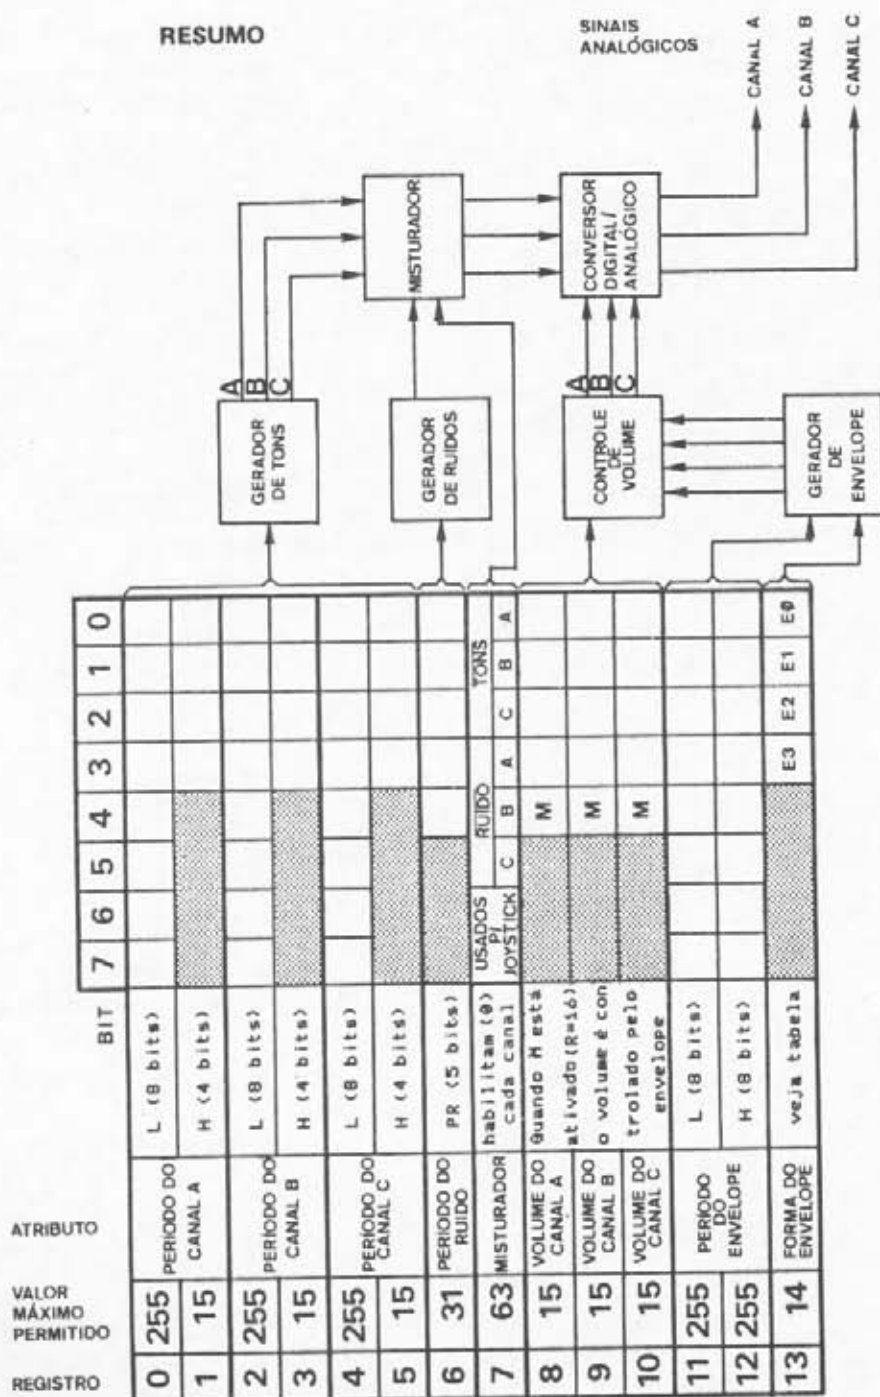 RESUMO
SINAIS
ANALÓGICOS
CANAL A
CANAL B
CANAL C
MISTURADOR
CONVERSOR
DIGITAL/
ANALÓGICO
A
B
C
A
B
C
GERADOR
DE TONS
GERADOR
DE RUIDOS
CONTROLE
DE
VOLUME
GERADOR
DE
ENVELOPE
REGISTRO
VALOR
MÁXIMO
PERMITIDO
ATRIBUTO
BIT
7 6 5 4 3 2 1 0
0 255 PERÍODO DO
CANAL A
L (8 bits)
1 15 H (4 bits)
2 255 PERÍODO DO
CANAL B
L (8 bits)
3 15 H (4 bits)
4 255 PERÍODO DO
CANAL C
L (8 bits)
5 15 H (4 bits)
6 31 PERÍODO DO
RUIDO
PR (5 bits)
7 63 MISTURADOR
habilitam (0)
cada canal
USADOS
P/
JOYSTICK
RUIDO
C B A
TONS
C B A
8 15 VOLUME DO
CANAL A
Quando M está
M
9 15 VOLUME DO
CANAL B
ativado(R=16)
o volume é con
M
10 15 VOLUME DO
CANAL C
trolado pelo
envelope
M
11 255 PERÍODO
DO
ENVELOPE
L (8 bits)
12 255 H (8 bits)
13 14 FORMA DO
ENVELOPE
veja tabela
E3 E2 E1 E0